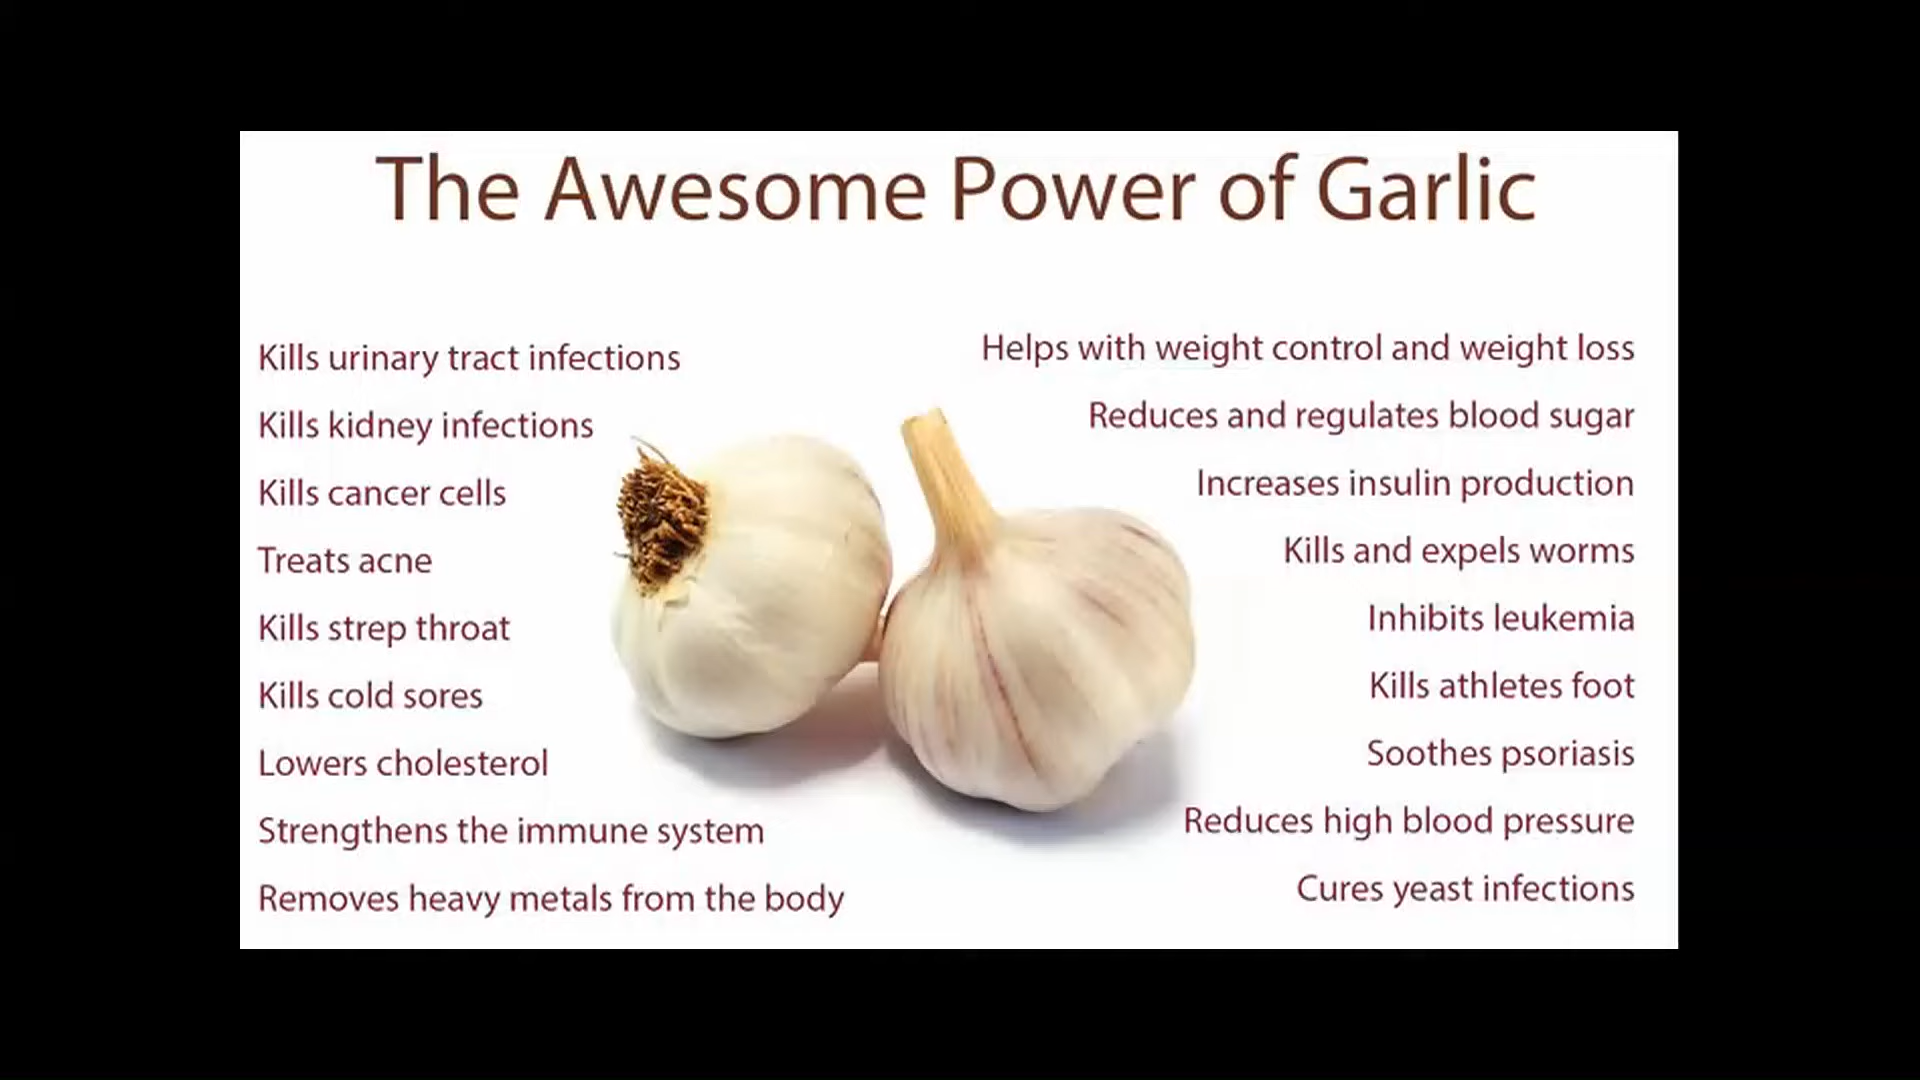 The Awesome Power of Garlic
Kills urinary tract infections
Kills kidney infections
Kills cancer cells
Treats acne
Kills strep throat
Kills cold sores
Lowers cholesterol
Strengthens the immune system
Removes heavy metals from the body
Helps with weight control and weight loss
Reduces and regulates blood sugar
Increases insulin production
Kills and expels worms
Inhibits leukemia
Kills athletes foot
Soothes psoriasis
Reduces high blood pressure
Cures yeast infections